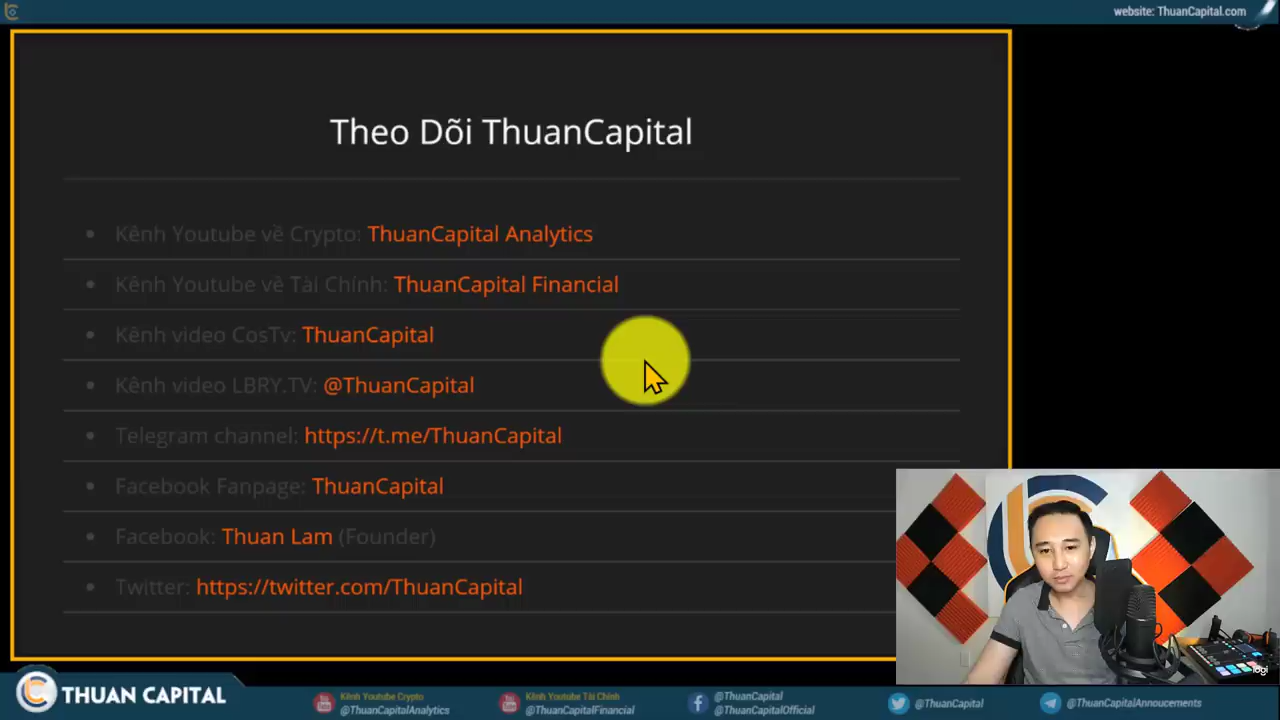 website: ThuanCapital.com
Theo Dõi ThuanCapital
Kênh Youtube về Crypto: ThuanCapital Analytics
Kênh Youtube về Tài Chính: ThuanCapital Financial
Kênh video CosTv: ThuanCapital
Kênh video LBRY.TV: @ThuanCapital
Telegram channel: https://t.me/ThuanCapital
Facebook Fanpage: ThuanCapital
Facebook: Thuan Lam (Founder)
Twitter: https://twitter.com/ThuanCapital
logi
THUAN CAPITAL
Kênh Youtube Crypto
@ThuanCapitalAnalytics
Kênh Youtube Tài Chính
@ThuanCapitalFinancial
@ThuanCapital
@ThuanCapitalOfficial
@ThuanCapital
@ThuanCapitalAnnoucements